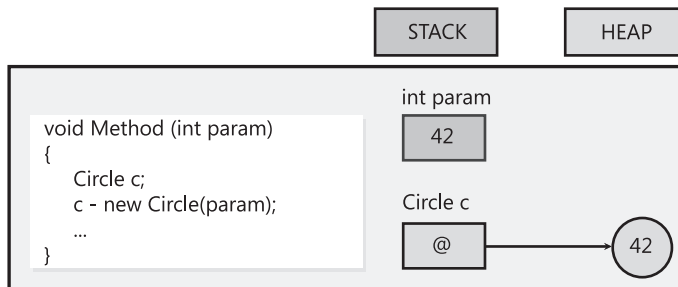 STACK
HEAP
void Method (int param)
{
Circle c;
c - new Circle(param);
...
}
int param
42
Circle c
@
42